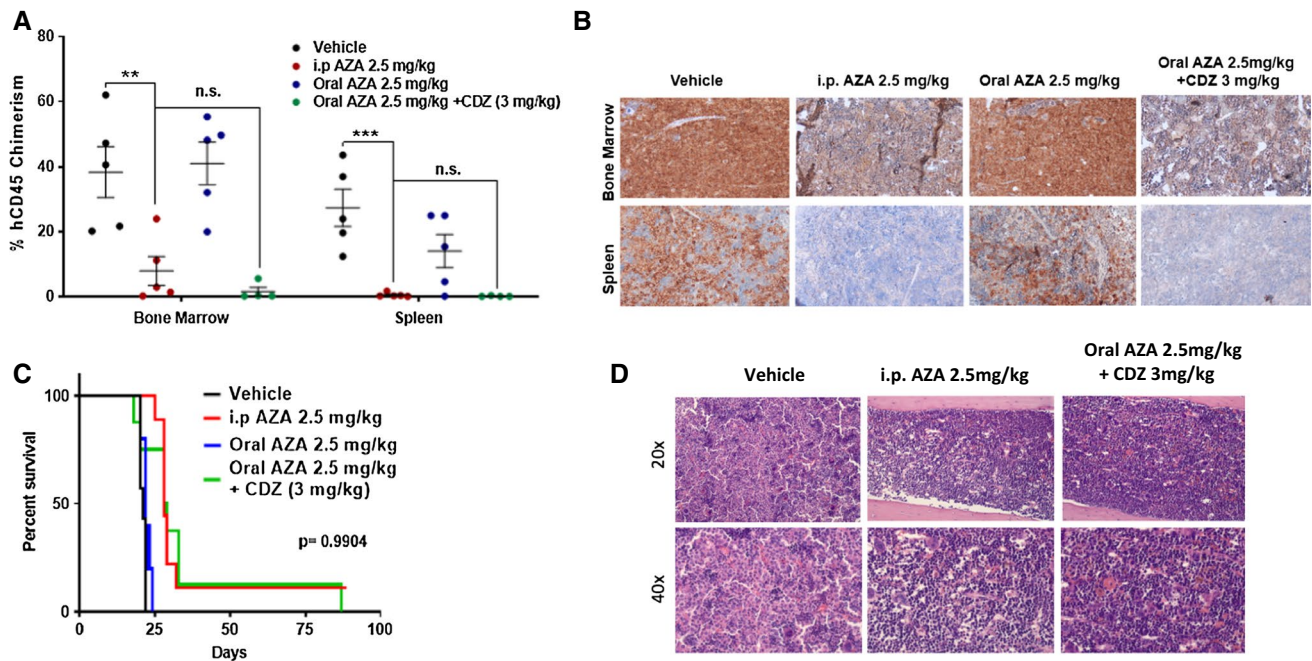 A
80
60
40
20
0
% hCD45 Chimerism
**
n.s.
***
n.s.
Vehicle
i.p AZA 2.5 mg/kg
Oral AZA 2.5 mg/kg
Oral AZA 2.5 mg/kg +CDZ (3 mg/kg)
Bone Marrow
Spleen
B
Vehicle
i.p. AZA 2.5 mg/kg
Oral AZA 2.5 mg/kg
Oral AZA 2.5mg/kg
+CDZ 3 mg/kg
Bone Marrow
Spleen
C
100
50
0
Percent survival
Vehicle
i.p AZA 2.5 mg/kg
Oral AZA 2.5 mg/kg
Oral AZA 2.5 mg/kg
+ CDZ (3 mg/kg)
p= 0.9904
0
25
50
75
100
Days
D
Vehicle
i.p. AZA 2.5mg/kg
Oral AZA 2.5mg/kg
+ CDZ 3mg/kg
20x
40x